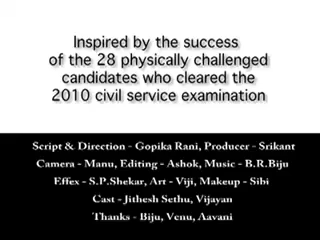 Inspired by the success
of the 28 physically challenged
candidates who cleared the
2010 civil service examination
Script & Direction - Gopika Rani, Producer - Srikant
Camera - Manu, Editing - Ashok, Music - B.R.Biju
Effex - S.P.Shekar, Art - Viji, Makeup - Sibi
Cast - Jithesh Sethu, Vijayan
Thanks - Biju, Venu, Aavani